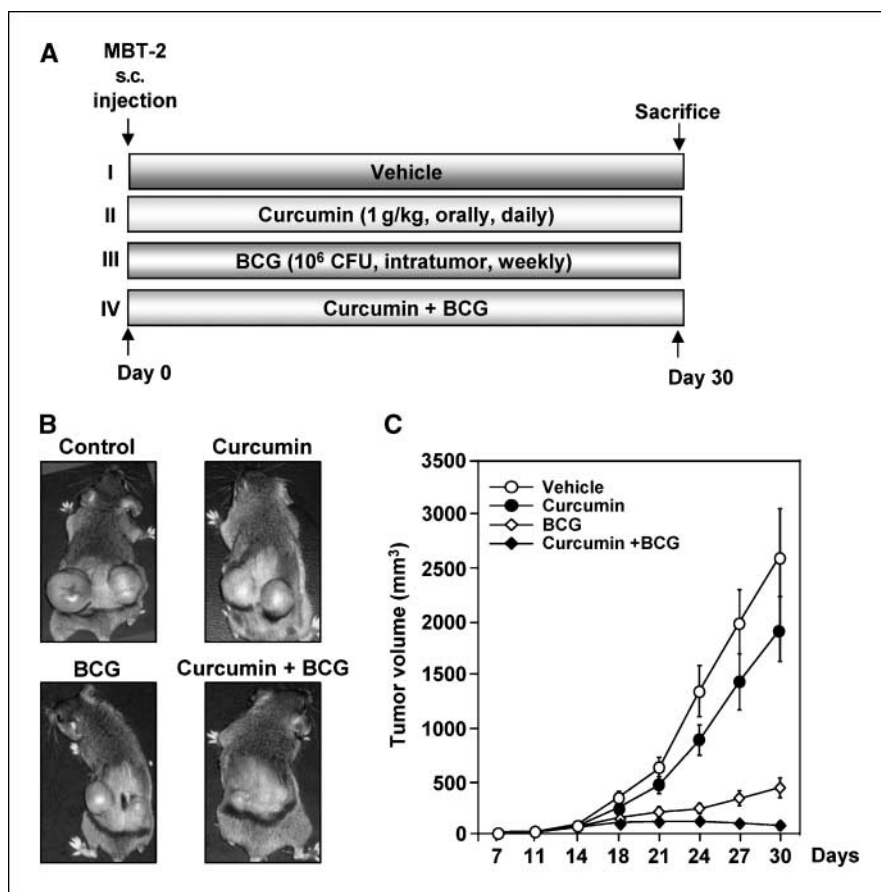 A
MBT-2
s.c.
injection
Sacrifice
I
Vehicle
II
Curcumin (1 g/kg, orally, daily)
III
BCG (10⁶ CFU, intratumor, weekly)
IV
Curcumin + BCG
Day 0
Day 30
B
Control
Curcumin
BCG
Curcumin + BCG
C
Tumor volume (mm³)
3500
3000
2500
2000
1500
1000
500
0
Vehicle
Curcumin
BCG
Curcumin +BCG
7 11 14 18 21 24 27 30 Days